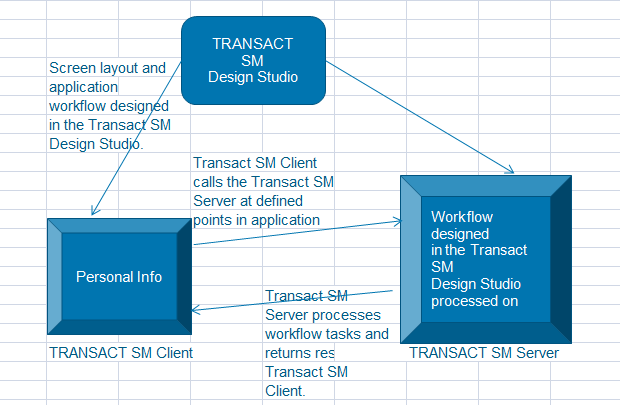 TRANSACT
SM
Design Studio
Screen layout and
application
workflow designed
in the Transact SM
Design Studio.
Transact SM Client
calls the Transact SM
Server at defined
points in application
Workflow
designed
in the Transact
SM
Design Studio
processed on
Personal Info
Transact SM
Server processes
workflow tasks and
returns res
Transact SM
Client.
TRANSACT SM Client
TRANSACT SM Server